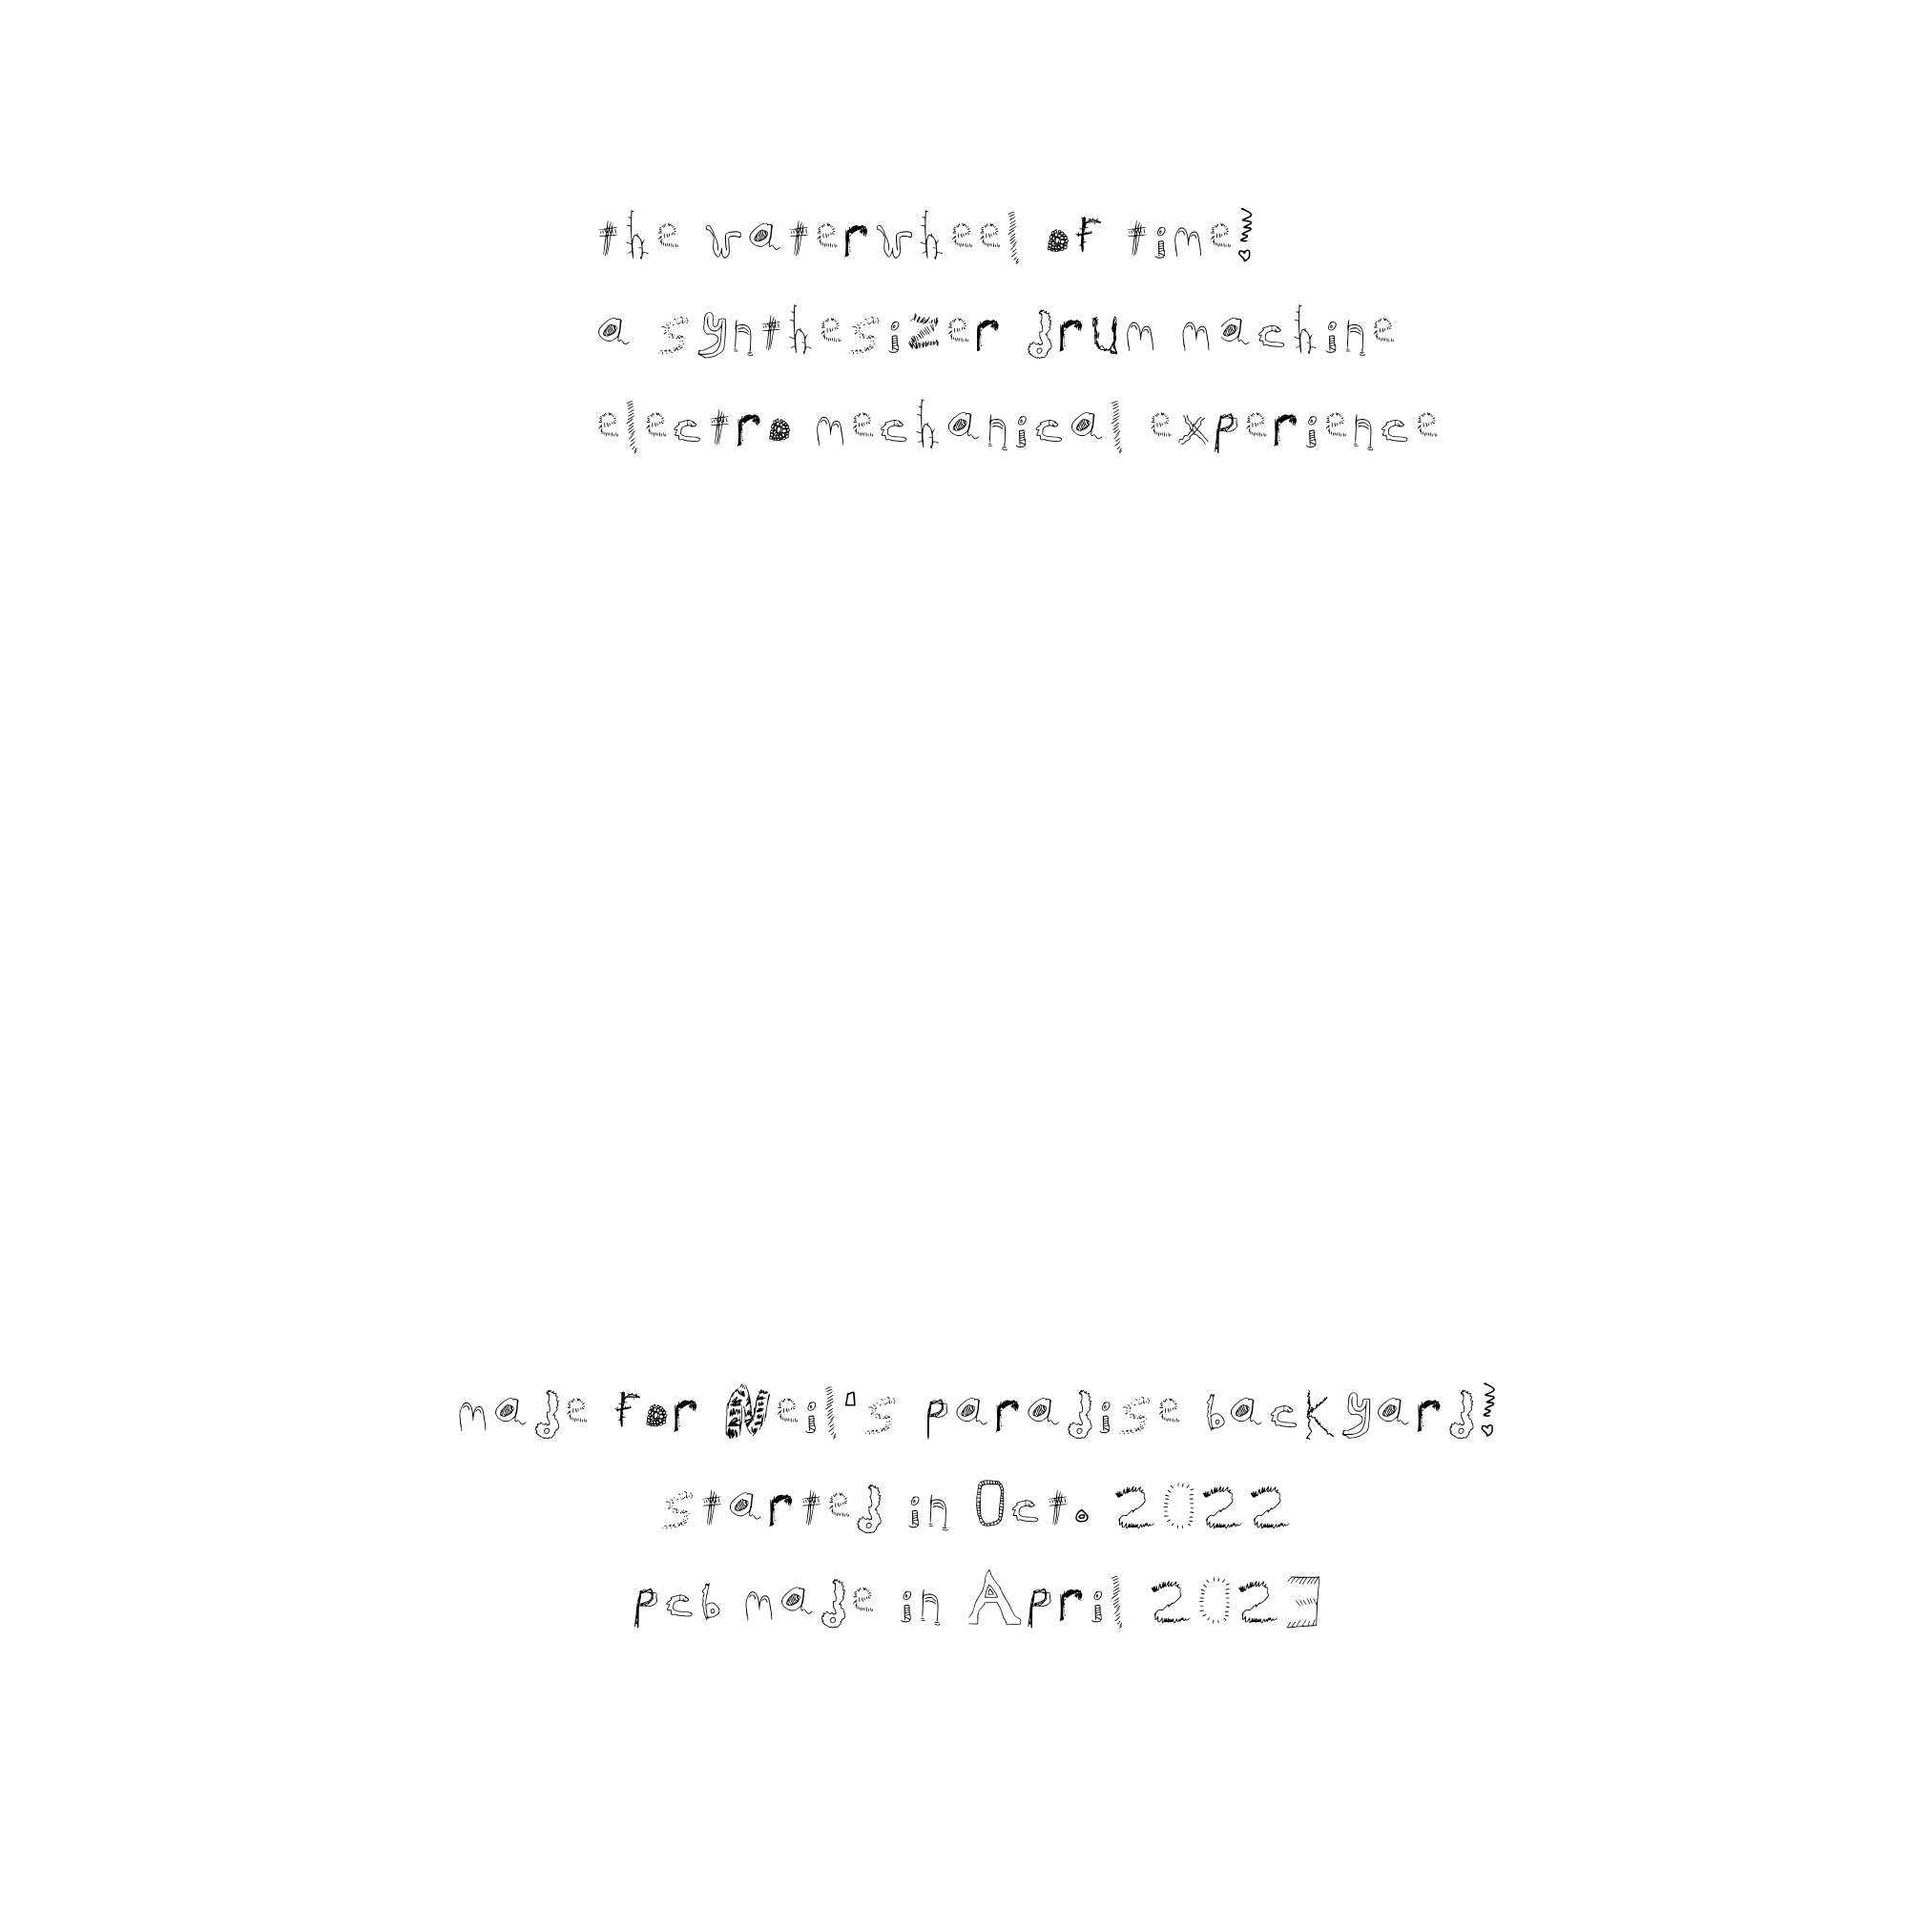 the waterwheel of time!
a synthesizer drum machine
electro mechanical experience
made for Neil's paradise backyard!
started in Oct. 2022
pcb made in April 2023